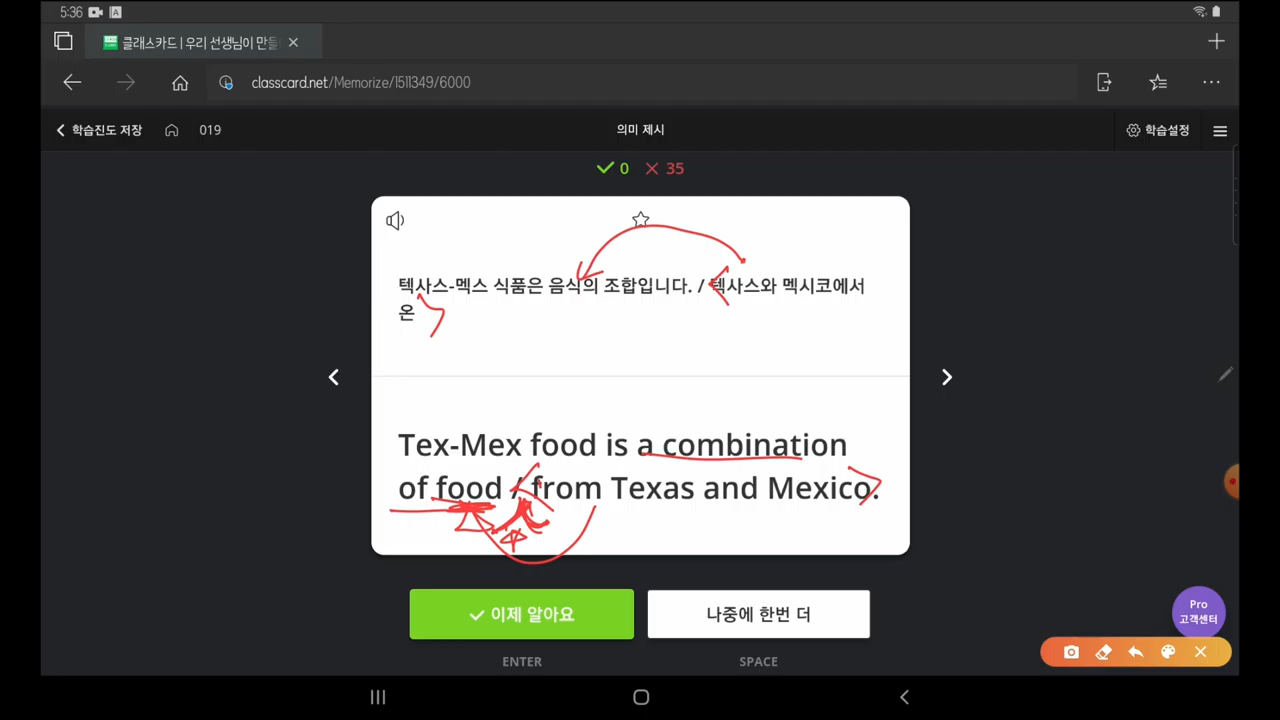 5:36
클래스카드 | 우리 선생님이 만들
classcard.net/Memorize/1511349/6000
학습진도 저장 019 의미 제시 학습설정
0 35
텍사스-멕스 식품은 음식의 조합입니다. / 텍사스와 멕시코에서
온
Tex-Mex food is a combination
of food / from Texas and Mexico.
이제 알아요 나중에 한번 더
ENTER SPACE
Pro
고객센터